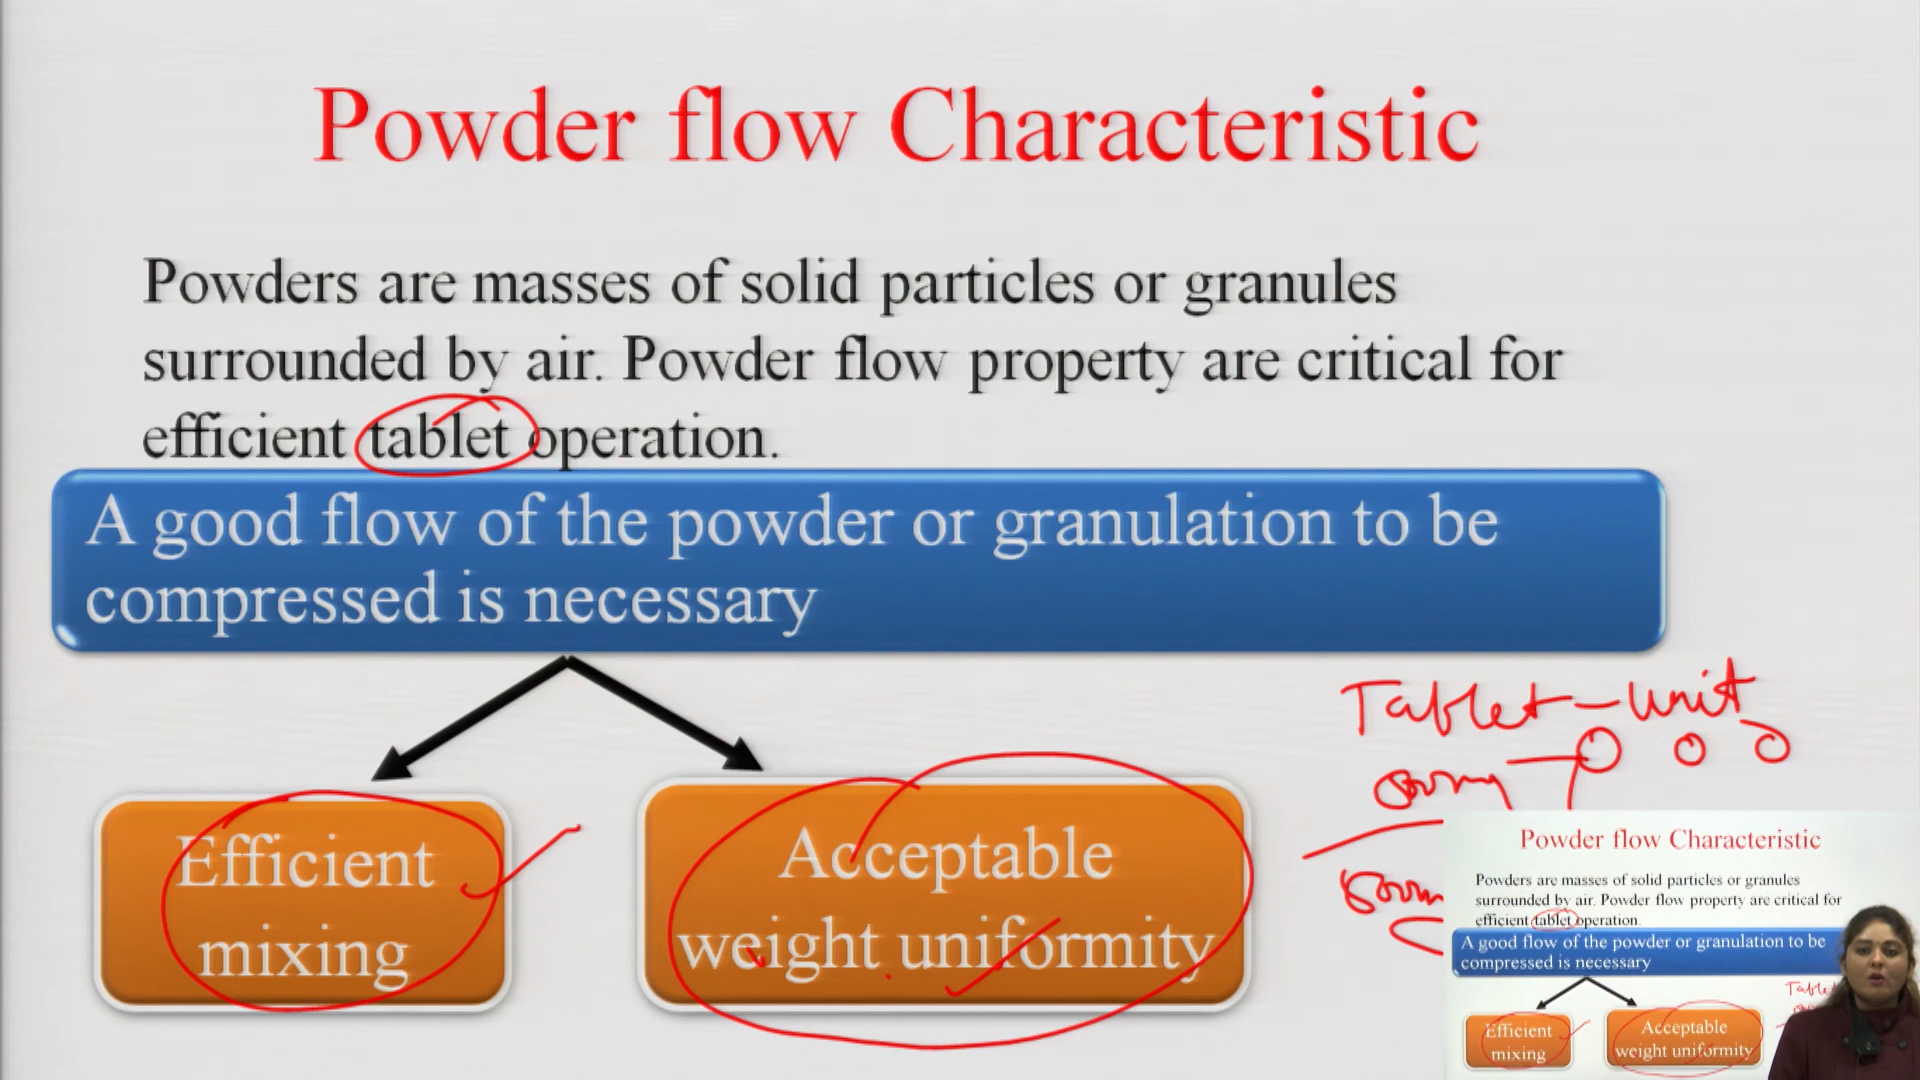 Powder flow Characteristic
Powders are masses of solid particles or granules
surrounded by air. Powder flow property are critical for
efficient tablet operation.
A good flow of the powder or granulation to be
compressed is necessary
Efficient
mixing
Acceptable
weight uniformity
Tablet - Unit
Powder flow Characteristic
Powders are masses of solid particles or granules
surrounded by air. Powder flow property are critical for
efficient tablet operation.
A good flow of the powder or granulation to be
compressed is necessary
Efficient
mixing
Acceptable
weight uniformity